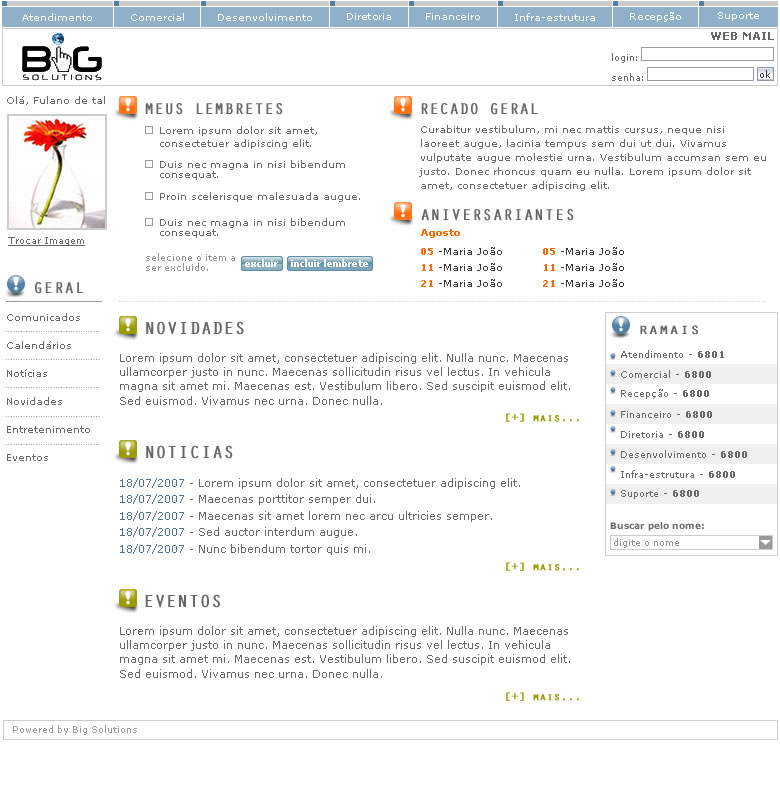 Atendimento Comercial Desenvolvimento Diretoria Financeiro Infra-estrutura Recepção Suporte
BIG
SOLUTIONS
WEB MAIL
login:
senha: ok
Olá, Fulano de tal
Trocar Imagem
MEUS LEMBRETES
Lorem ipsum dolor sit amet,
consectetuer adipiscing elit.
Duis nec magna in nisi bibendum
consequat.
Proin scelerisque malesuada augue.
Duis nec magna in nisi bibendum
consequat.
selecione o item a
ser excluido.
excluir incluir lembrete
RECADO GERAL
Curabitur vestibulum, mi nec mattis cursus, neque nisi
laoreet augue, lacinia tempus sem dui ut dui. Vivamus
vulputate augue molestie urna. Vestibulum accumsan sem eu
justo. Donec rhoncus quam eu nulla. Lorem ipsum dolor sit
amet, consectetuer adipiscing elit.
ANIVERSARIANTES
Agosto
05 -Maria João 05 -Maria João
11 -Maria João 11 -Maria João
21 -Maria João 21 -Maria João
GERAL
Comunicados
Calendários
Notícias
Novidades
Entretenimento
Eventos
NOVIDADES
Lorem ipsum dolor sit amet, consectetuer adipiscing elit. Nulla nunc. Maecenas
ullamcorper justo in nunc. Maecenas sollicitudin risus vel lectus. In vehicula
magna sit amet mi. Maecenas est. Vestibulum libero. Sed suscipit euismod elit.
Sed euismod. Vivamus nec urna. Donec nulla.
[+] MAIS...
NOTICIAS
18/07/2007 - Lorem ipsum dolor sit amet, consectetuer adipiscing elit.
18/07/2007 - Maecenas porttitor semper dui.
18/07/2007 - Maecenas sit amet lorem nec arcu ultricies semper.
18/07/2007 - Sed auctor interdum augue.
18/07/2007 - Nunc bibendum tortor quis mi.
[+] MAIS...
EVENTOS
Lorem ipsum dolor sit amet, consectetuer adipiscing elit. Nulla nunc. Maecenas
ullamcorper justo in nunc. Maecenas sollicitudin risus vel lectus. In vehicula
magna sit amet mi. Maecenas est. Vestibulum libero. Sed suscipit euismod elit.
Sed euismod. Vivamus nec urna. Donec nulla.
[+] MAIS...
RAMAIS
Atendimento - 6801
Comercial - 6800
Recepção - 6800
Financeiro - 6800
Diretoria - 6800
Desenvolvimento - 6800
Infra-estrutura - 6800
Suporte - 6800
Buscar pelo nome:
digite o nome
Powered by Big Solutions